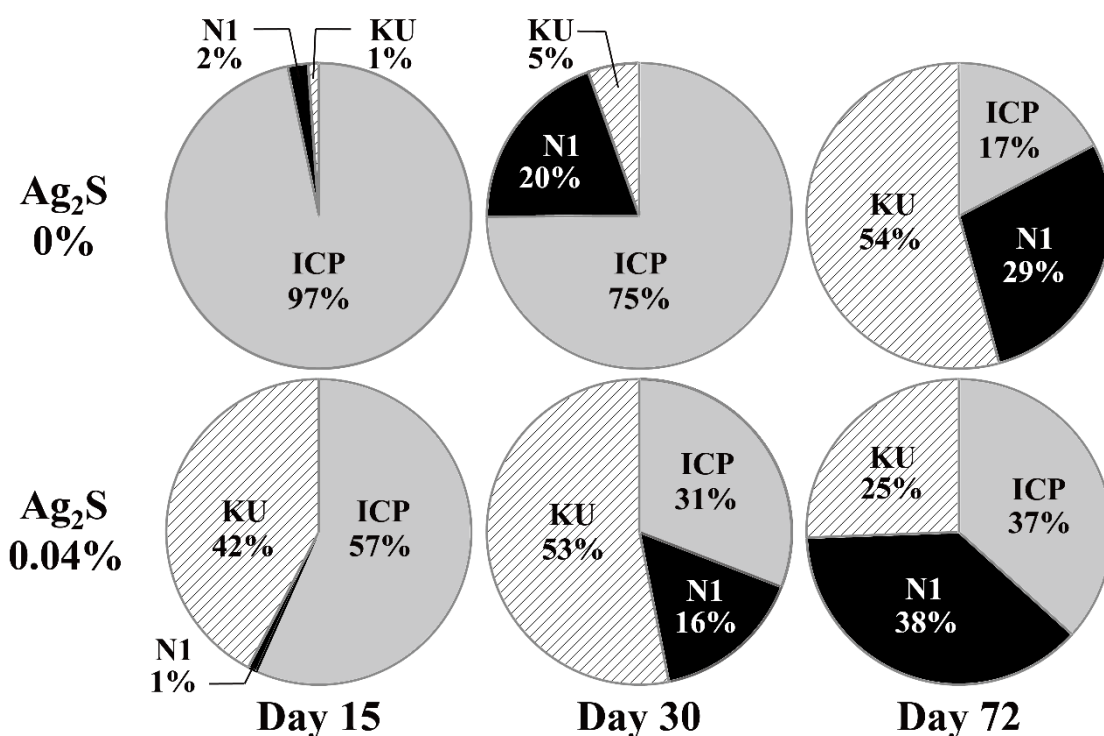 N1
2%
KU
1%
KU
5%
Ag₂S
0%
ICP
97%
N1
20%
ICP
75%
ICP
17%
KU
54%
N1
29%
Ag₂S
0.04%
KU
42%
ICP
57%
N1
1%
KU
53%
ICP
31%
N1
16%
KU
25%
ICP
37%
N1
38%
Day 15
Day 30
Day 72